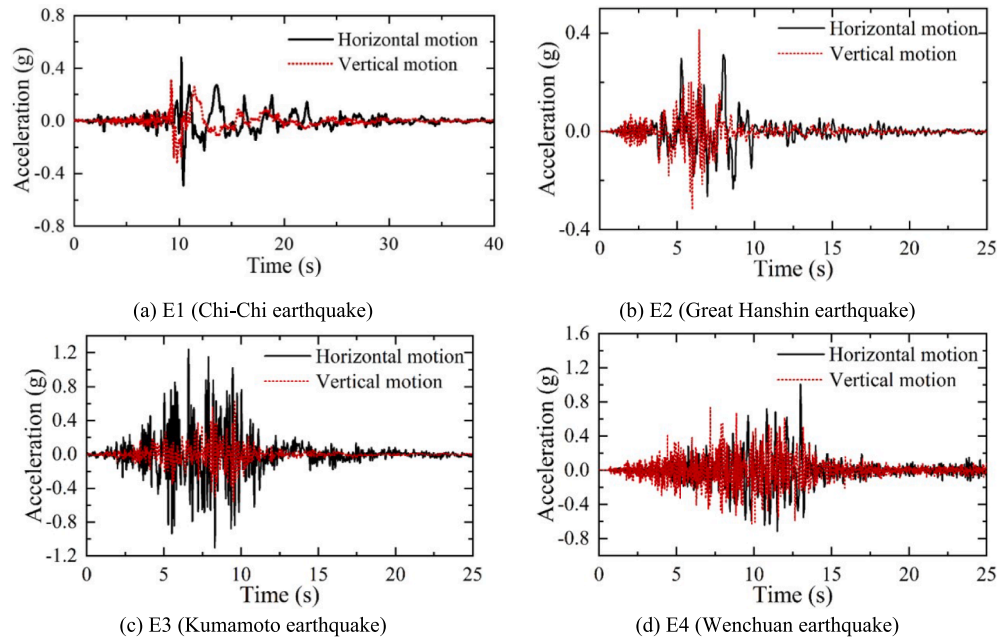 Acceleration (g)
0.8
0.4
0.0
-0.4
-0.8
Horizontal motion
Vertical motion
0 10 20 30 40
Time (s)
(a) E1 (Chi-Chi earthquake)
Acceleration (g)
0.4
0.0
-0.4
Horizontal motion
Vertical motion
0 5 10 15 20 25
Time (s)
(b) E2 (Great Hanshin earthquake)
Acceleration (g)
1.2
0.8
0.4
0.0
-0.4
-0.8
-1.2
Horizontal motion
Vertical motion
0 5 10 15 20 25
Time (s)
(c) E3 (Kumamoto earthquake)
Acceleration (g)
1.6
1.2
0.8
0.4
0.0
-0.4
-0.8
Horizontal motion
Vertical motion
0 5 10 15 20 25
Time (s)
(d) E4 (Wenchuan earthquake)